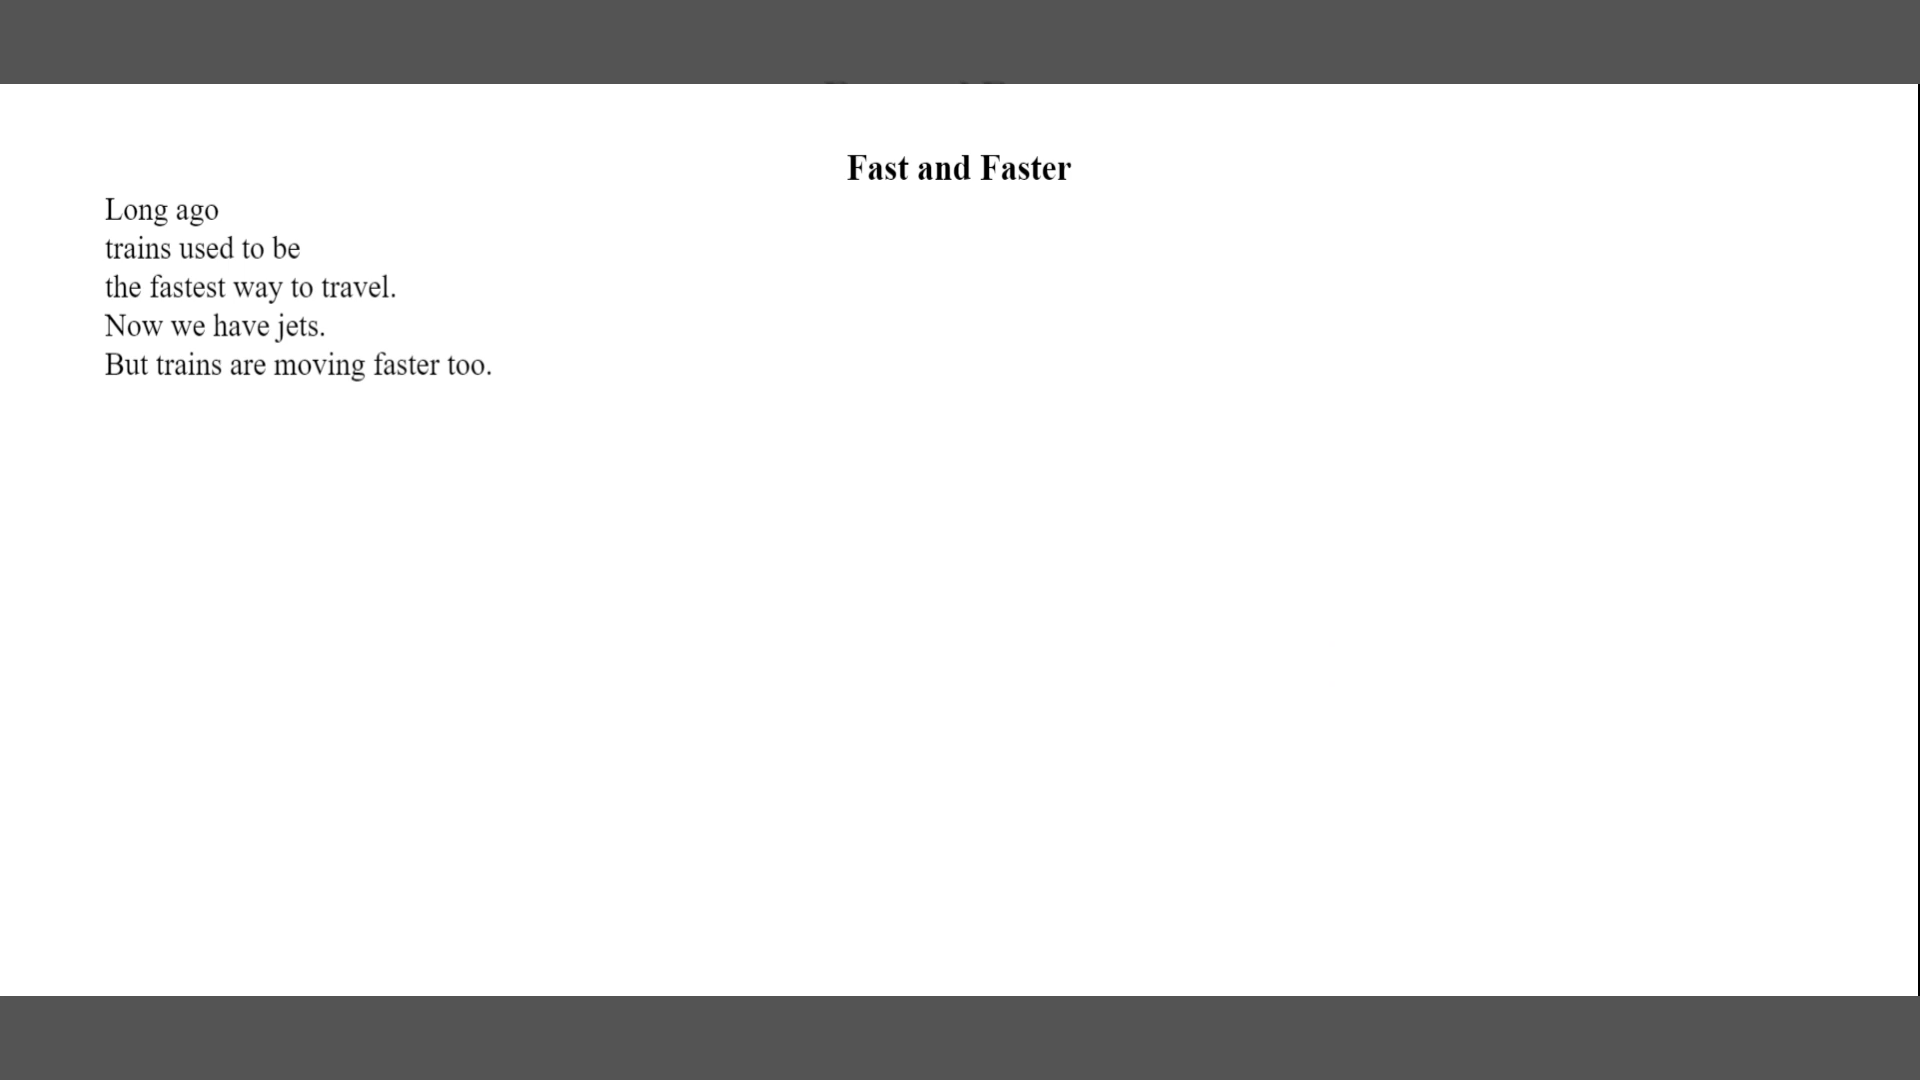 Fast and Faster
Long ago
trains used to be
the fastest way to travel.
Now we have jets.
But trains are moving faster too.